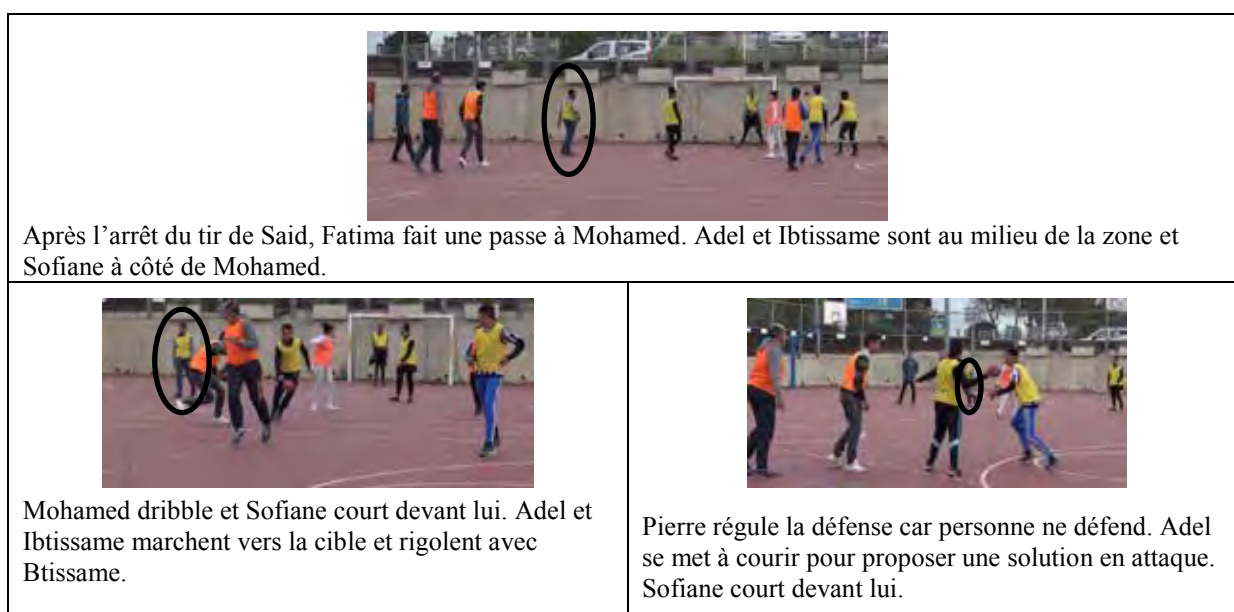 Après l’arrêt du tir de Said, Fatima fait une passe à Mohamed. Adel et Ibtissame sont au milieu de la zone et
Sofiane à côté de Mohamed.
Mohamed dribble et Sofiane court devant lui. Adel et
Ibtissame marchent vers la cible et rigolent avec
Btissame.
Pierre régule la défense car personne ne défend. Adel
se met à courir pour proposer une solution en attaque.
Sofiane court devant lui.